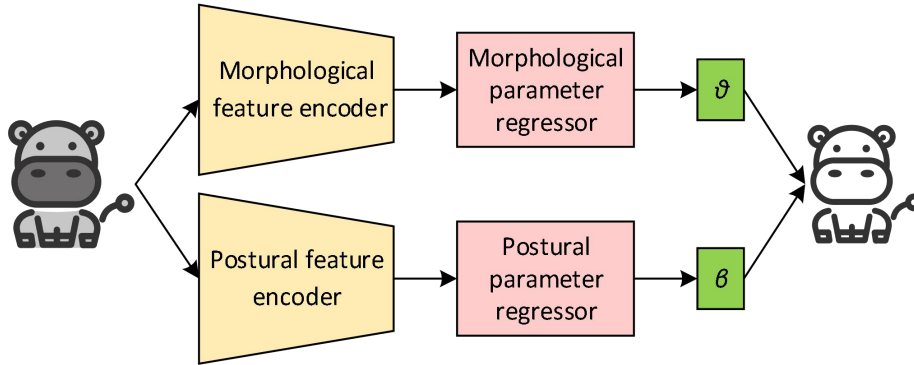 Morphological
feature encoder
Morphological
parameter
regressor
ϑ
Postural feature
encoder
Postural
parameter
regressor
β